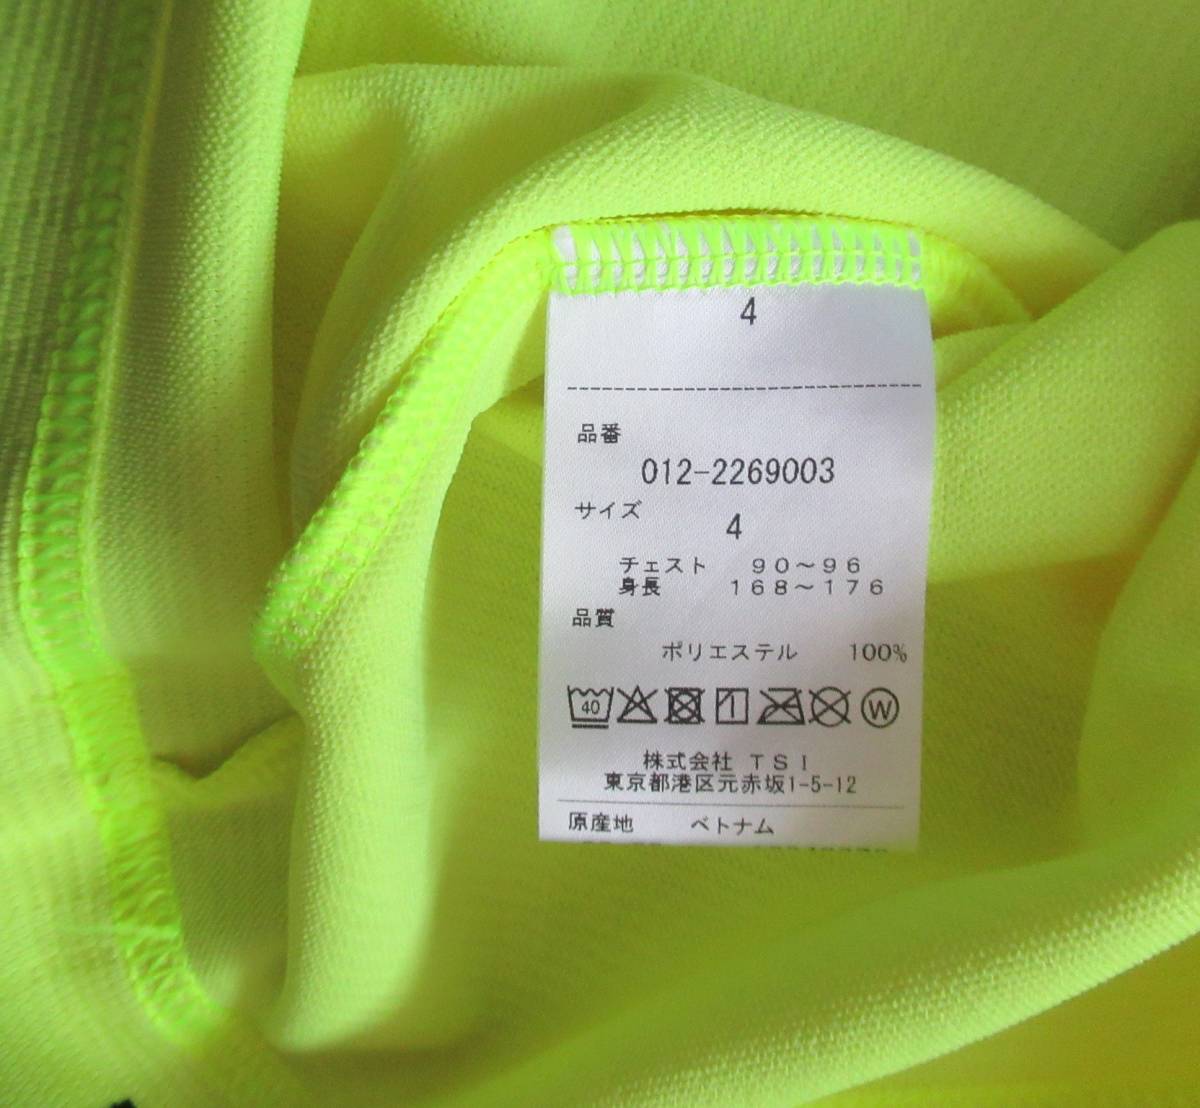 4
品番
012-2269003
サイズ
4
チェスト 90～96
身長 168～176
品質
ポリエステル 100%
40 W
株式会社 TSI
東京都港区元赤坂1-5-12
原産地 ベトナム